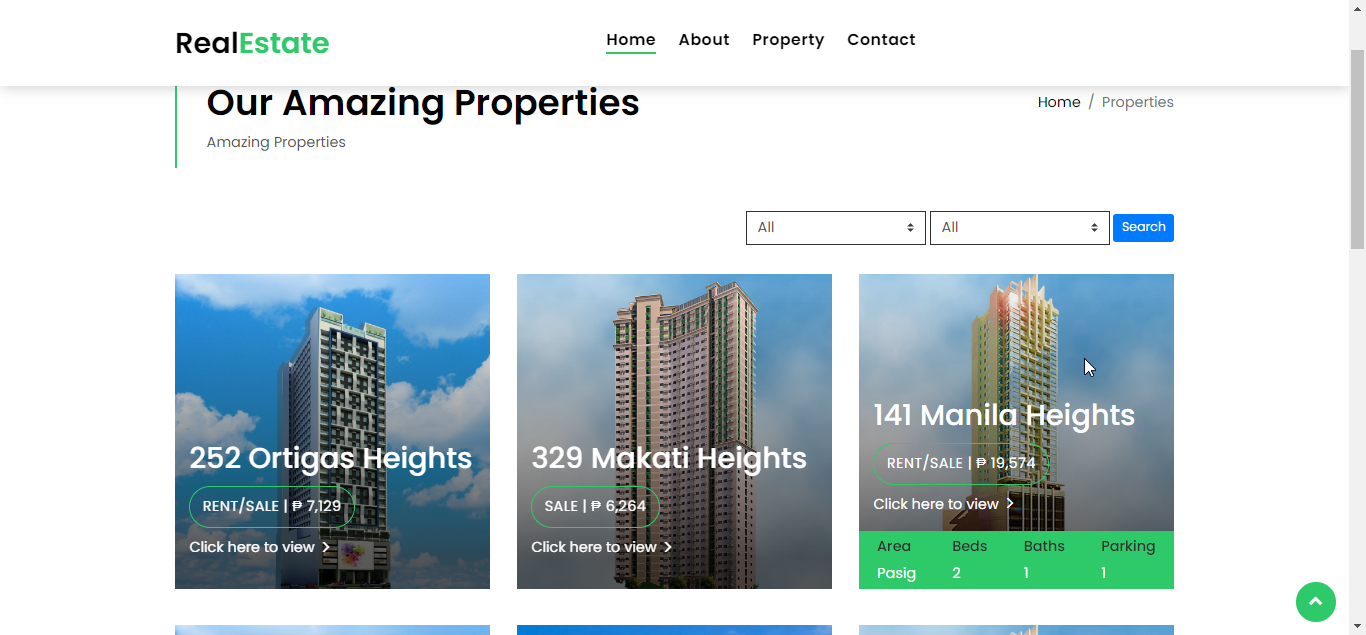 RealEstate
Home About Property Contact
Our Amazing Properties
Home / Properties
Amazing Properties
All All Search
252 Ortigas Heights
RENT/SALE | ₱ 7,129
Click here to view >
329 Makati Heights
SALE | ₱ 6,264
Click here to view >
141 Manila Heights
RENT/SALE | ₱ 19,574
Click here to view >
Area Beds Baths Parking
Pasig 2 1 1